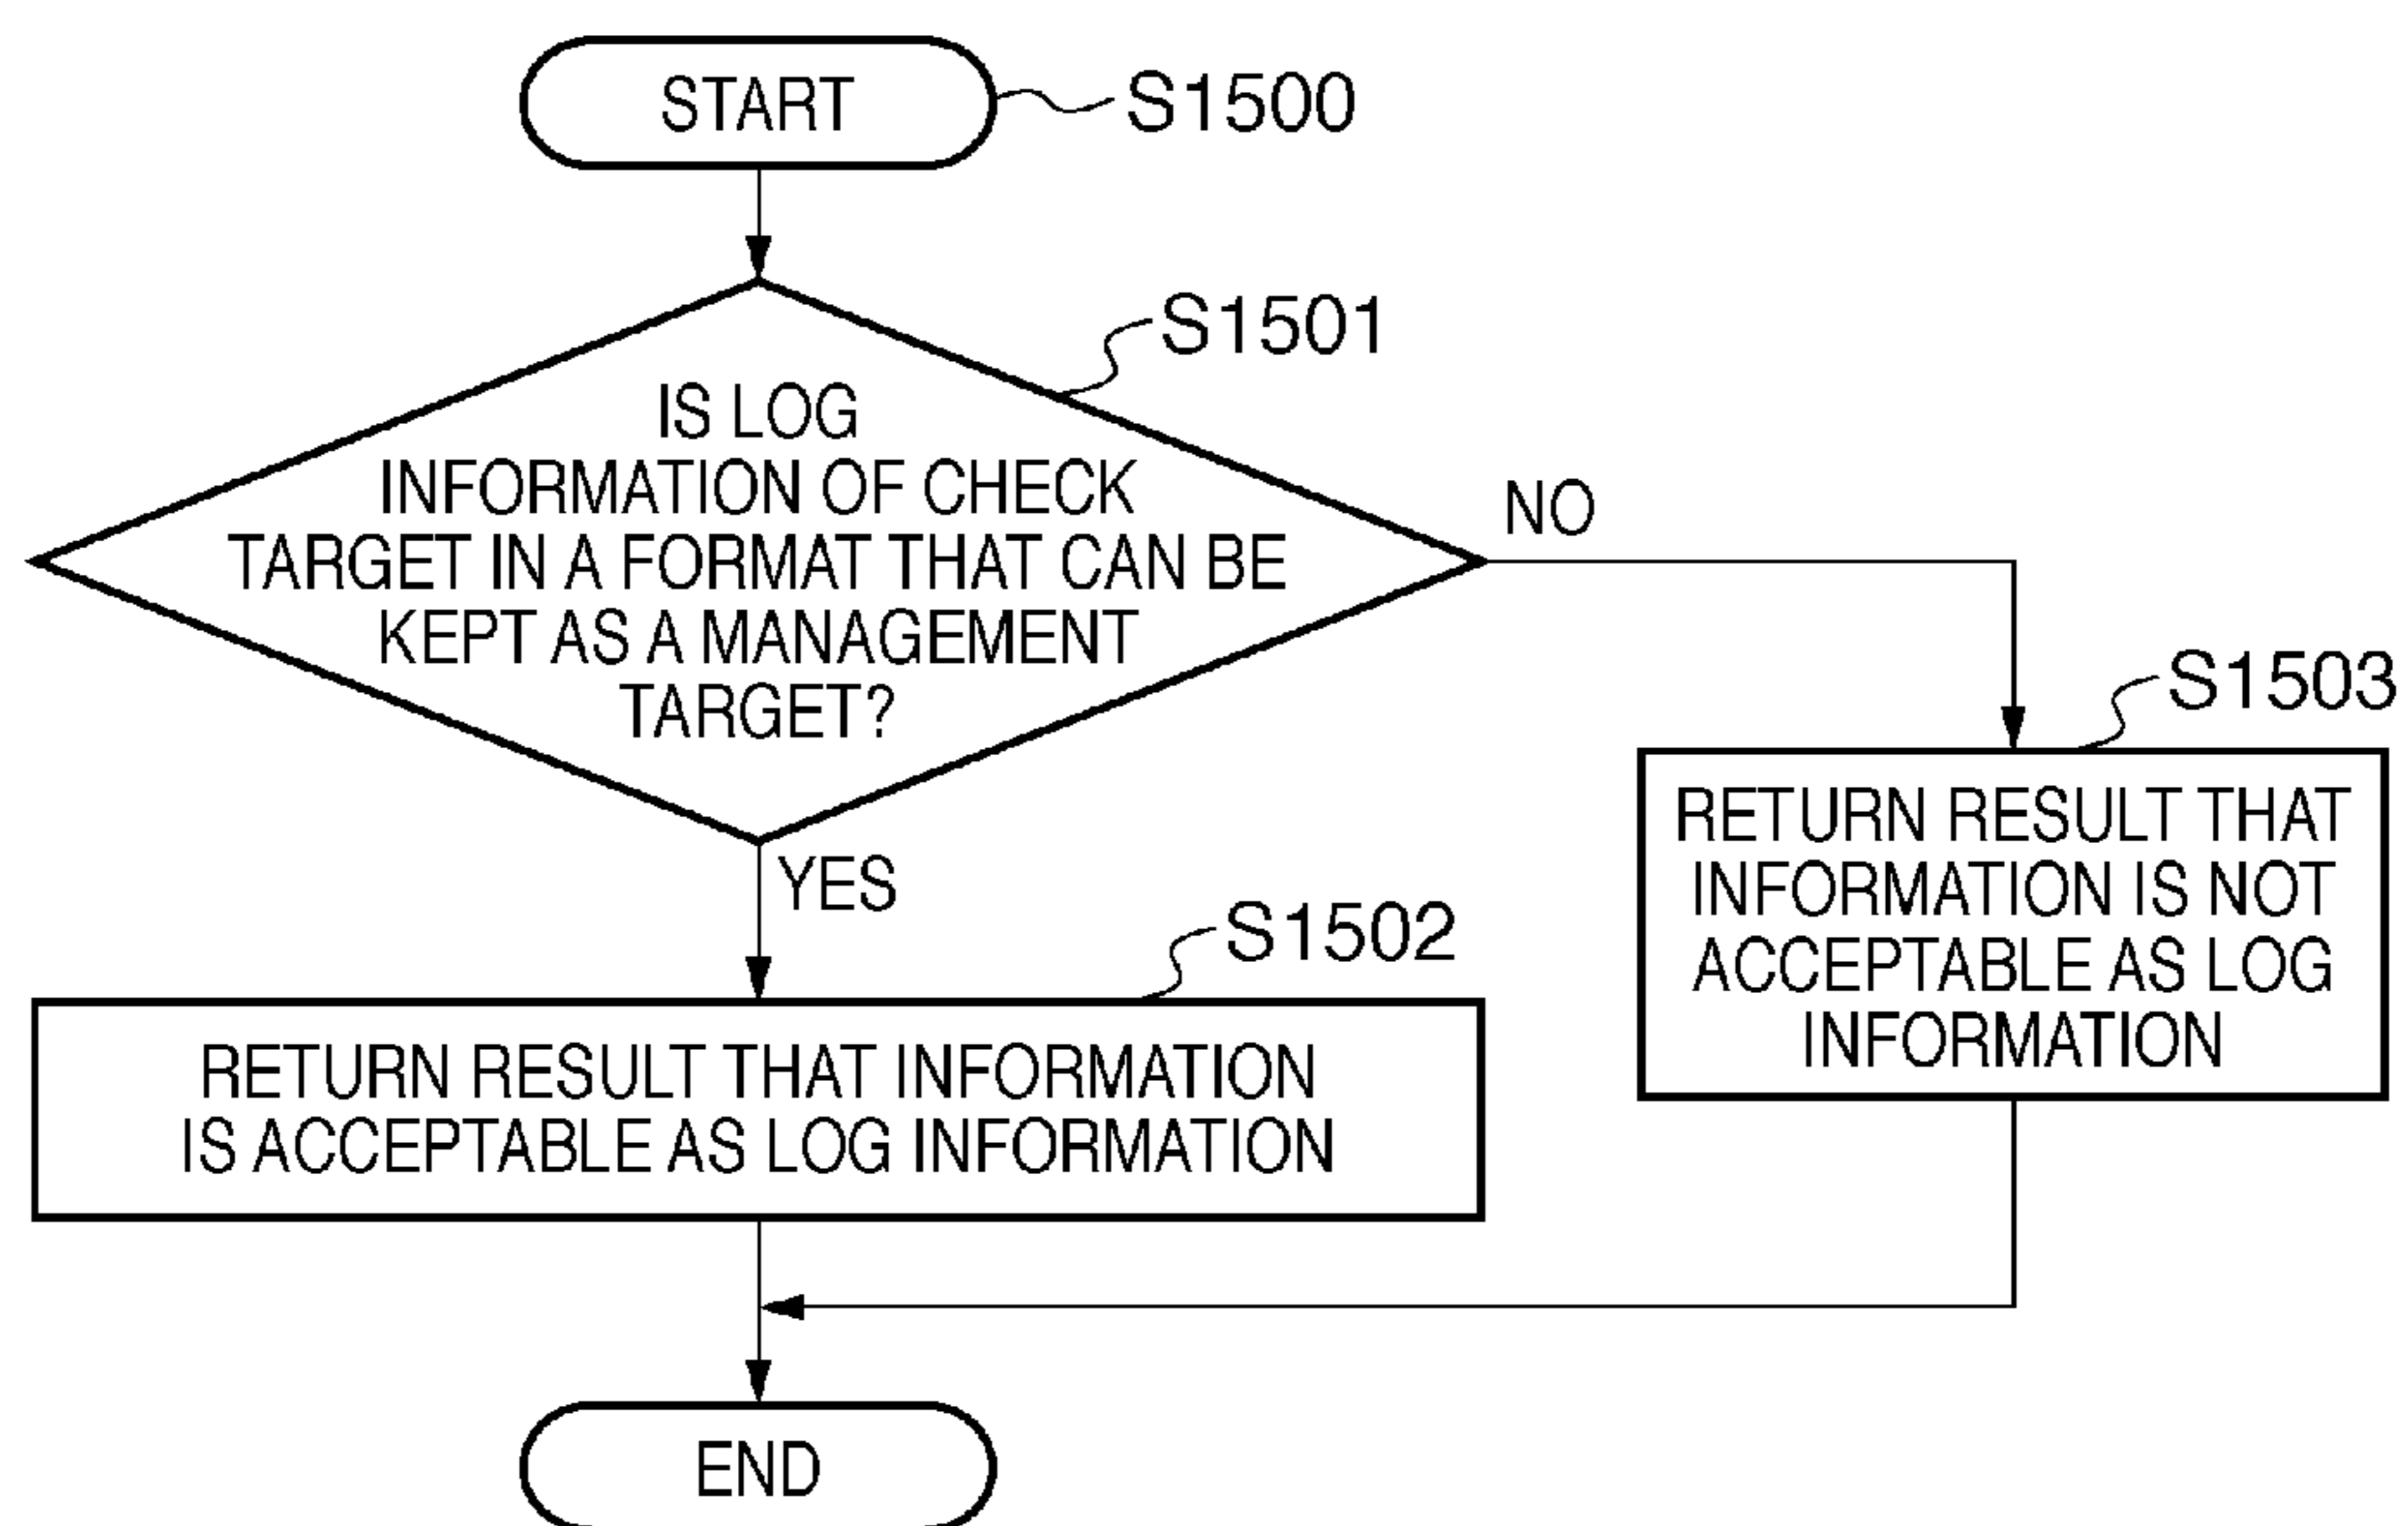 START
S1500
S1501
IS LOG
INFORMATION OF CHECK
TARGET IN A FORMAT THAT CAN BE
KEPT AS A MANAGEMENT
TARGET?
NO
YES
S1503
RETURN RESULT THAT
INFORMATION IS NOT
ACCEPTABLE AS LOG
INFORMATION
S1502
RETURN RESULT THAT INFORMATION
IS ACCEPTABLE AS LOG INFORMATION
END